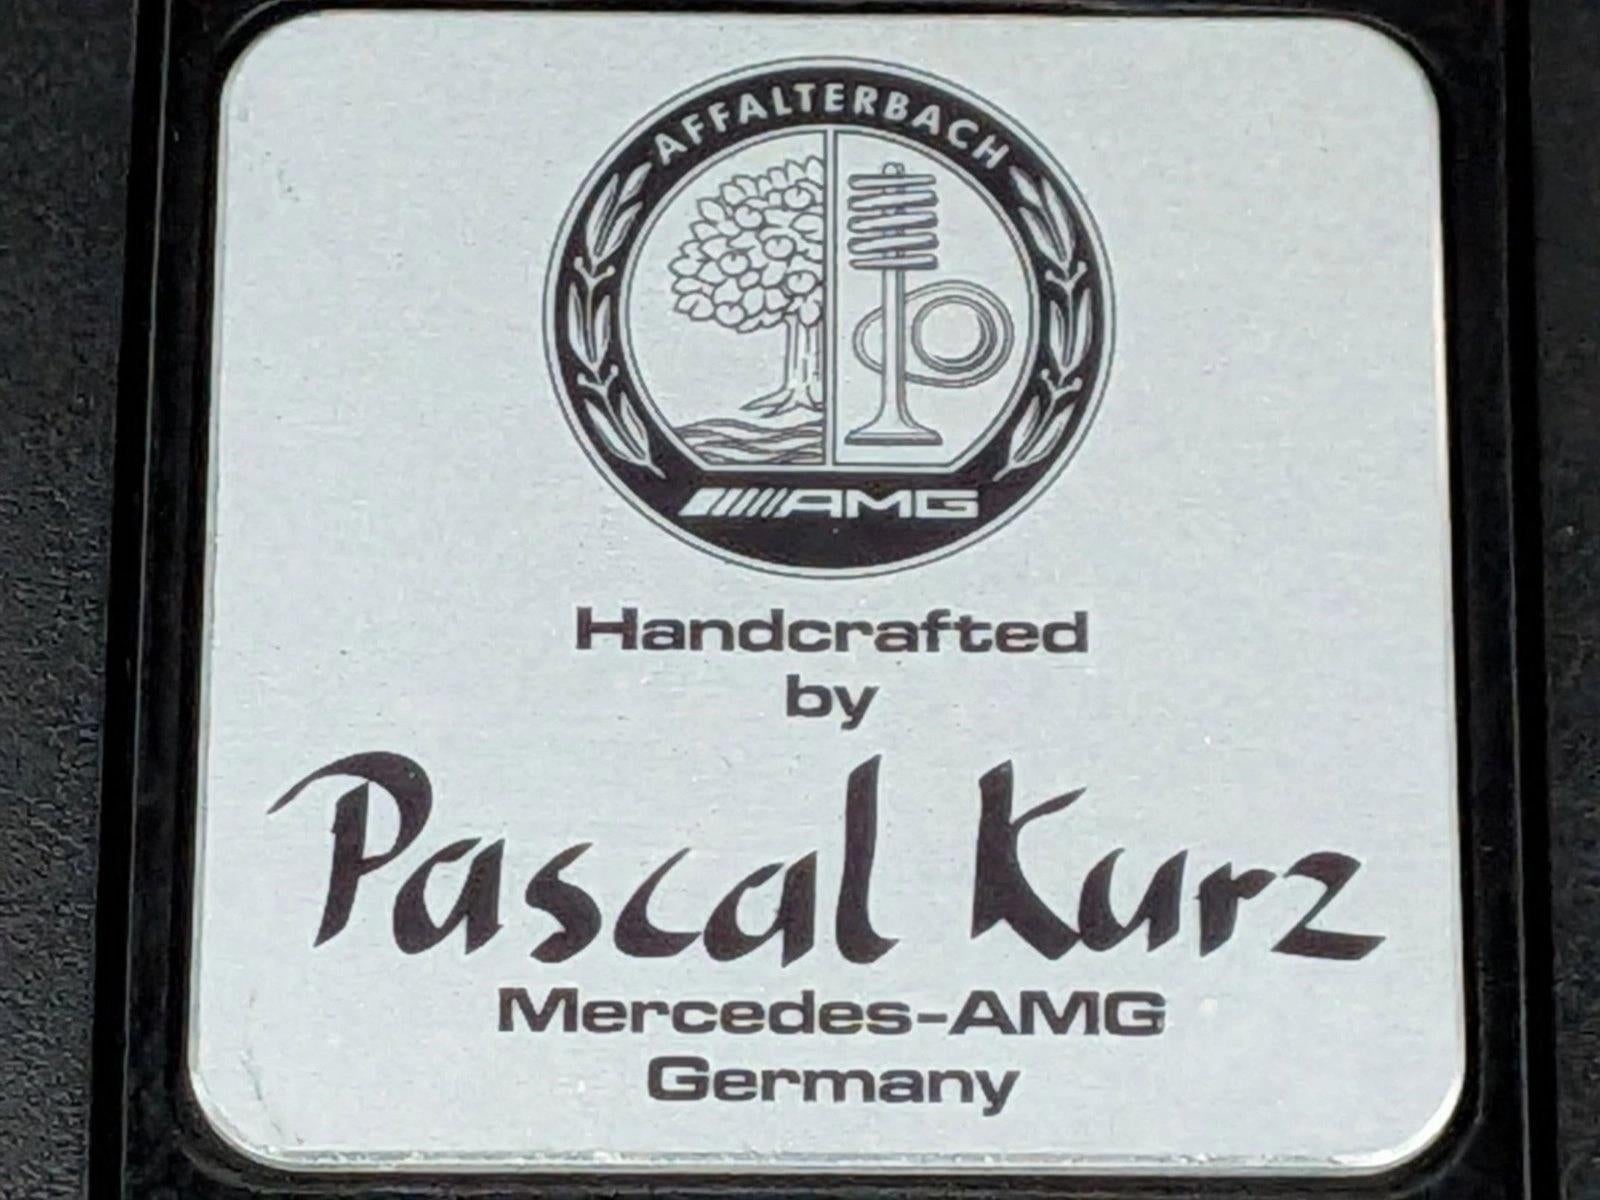 AFFALTERBACH
AMG
Handcrafted
by
Pascal Kurz
Mercedes-AMG
Germany